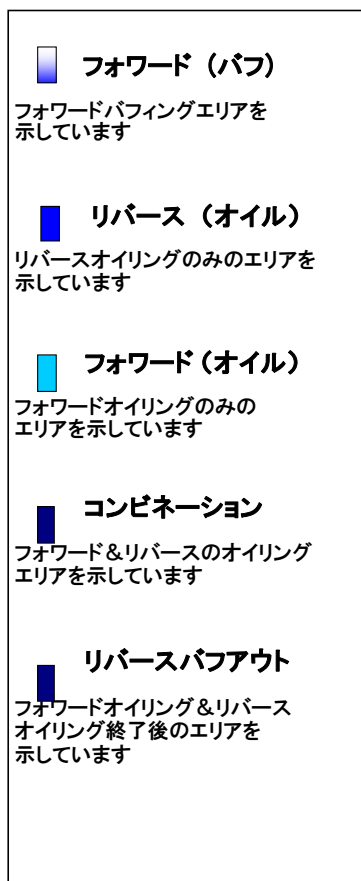 フォワード（バフ）
フォワードバフィングエリアを
示しています
リバース（オイル）
リバースオイリングのみのエリアを
示しています
フォワード（オイル）
フォワードオイリングのみの
エリアを示しています
コンビネーション
フォワード＆リバースのオイリング
エリアを示しています
リバースバフアウト
フォワードオイリング＆リバース
オイリング終了後のエリアを
示しています